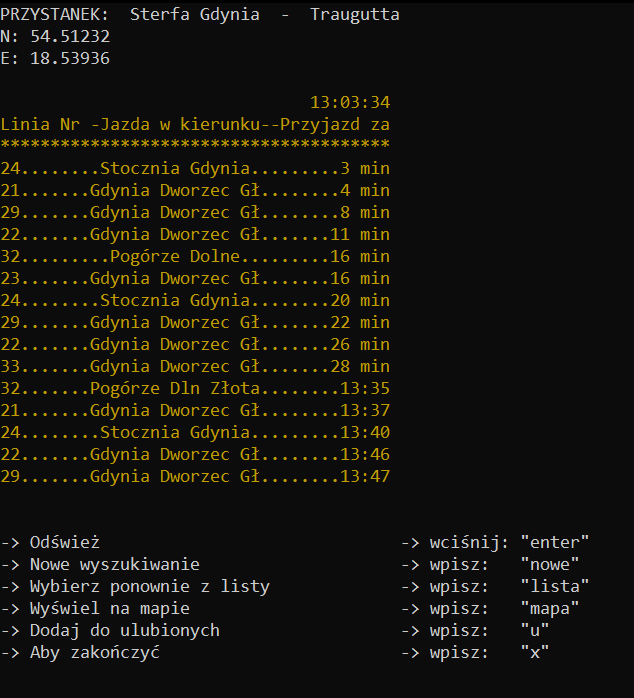 PRZYSTANEK:  Sterfa Gdynia  -  Traugutta
N: 54.51232
E: 18.53936
13:03:34
Linia Nr -Jazda w kierunku--Przyjazd za
***************************************
24........Stocznia Gdynia.........3 min
21.......Gdynia Dworzec Gł........4 min
29.......Gdynia Dworzec Gł........8 min
22.......Gdynia Dworzec Gł.......11 min
32.........Pogórze Dolne.........16 min
23.......Gdynia Dworzec Gł.......16 min
24........Stocznia Gdynia........20 min
29.......Gdynia Dworzec Gł.......22 min
22.......Gdynia Dworzec Gł.......26 min
33.......Gdynia Dworzec Gł.......28 min
32.......Pogórze Dln Złota........13:35
21.......Gdynia Dworzec Gł........13:37
24........Stocznia Gdynia.........13:40
22.......Gdynia Dworzec Gł........13:46
29.......Gdynia Dworzec Gł........13:47
-> Odśwież                              -> wciśnij: "enter"
-> Nowe wyszukiwanie                    -> wpisz:   "nowe"
-> Wybierz ponownie z listy             -> wpisz:   "lista"
-> Wyświel na mapie                     -> wpisz:   "mapa"
-> Dodaj do ulubionych                  -> wpisz:   "u"
-> Aby zakończyć                        -> wpisz:   "x"